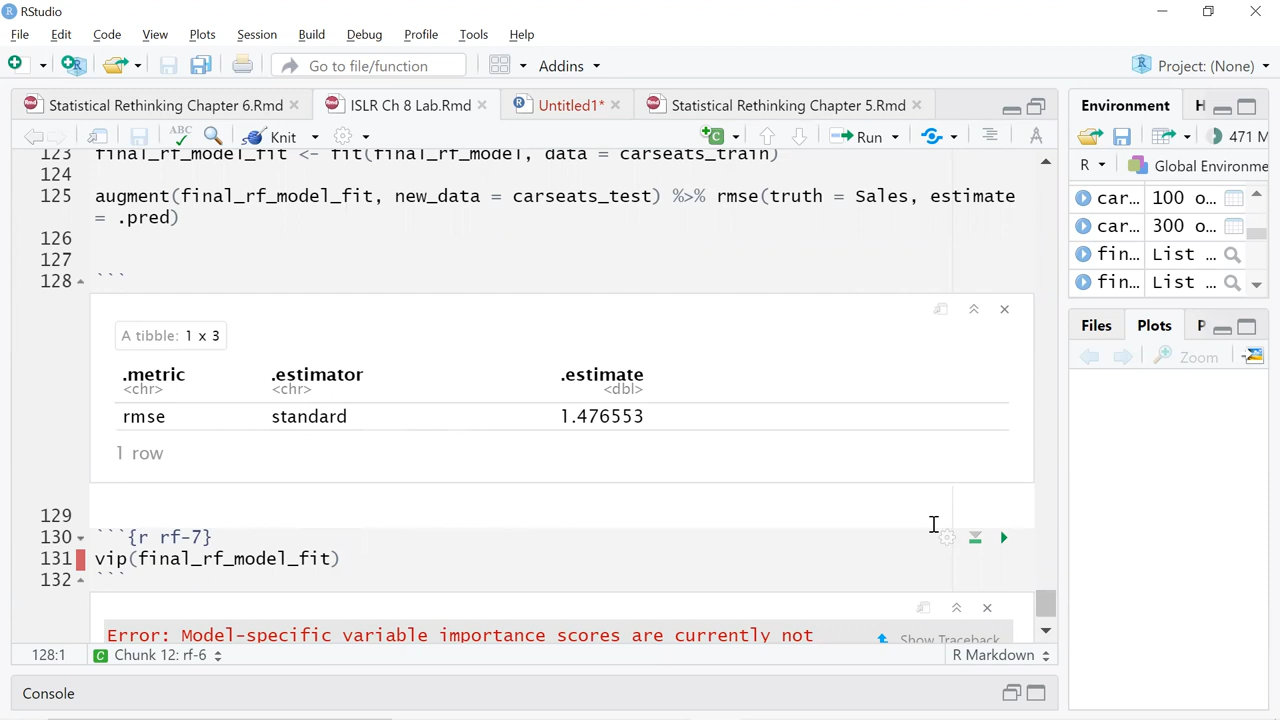 RStudio
File Edit Code View Plots Session Build Debug Profile Tools Help
Go to file/function Addins Project: (None)
Statistical Rethinking Chapter 6.Rmd ISLR Ch 8 Lab.Rmd Untitled1* Statistical Rethinking Chapter 5.Rmd
ABC Knit Run
123 final_rf_model_fit <- fit(final_rf_model, data = carseats_train)
124
125 augment(final_rf_model_fit, new_data = carseats_test) %>% rmse(truth = Sales, estimate
= .pred)
126
127
128 ```
A tibble: 1 x 3
.metric .estimator .estimate
<chr> <chr> <dbl>
rmse standard 1.476553
1 row
129
130 ```{r rf-7}
131 vip(final_rf_model_fit)
132 ```
Error: Model-specific variable importance scores are currently not
Show Traceback
128:1 Chunk 12: rf-6 R Markdown
Console
Environment H
471 M
R Global Environme
car... 100 o...
car... 300 o...
fin... List ...
fin... List ...
Files Plots P
Zoom